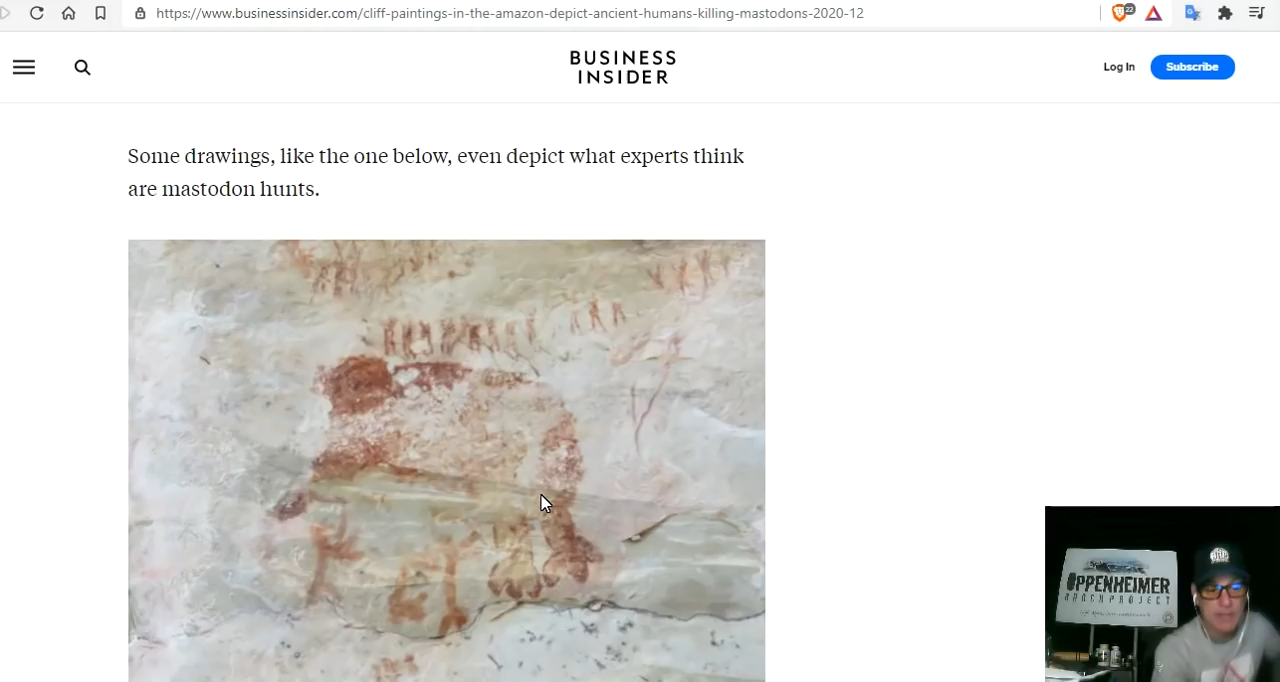 https://www.businessinsider.com/cliff-paintings-in-the-amazon-depict-ancient-humans-killing-mastodons-2020-12
22
BUSINESS
INSIDER
Log In
Subscribe
Some drawings, like the one below, even depict what experts think
are mastodon hunts.
OPPENHEIMER
RANCH PROJECT